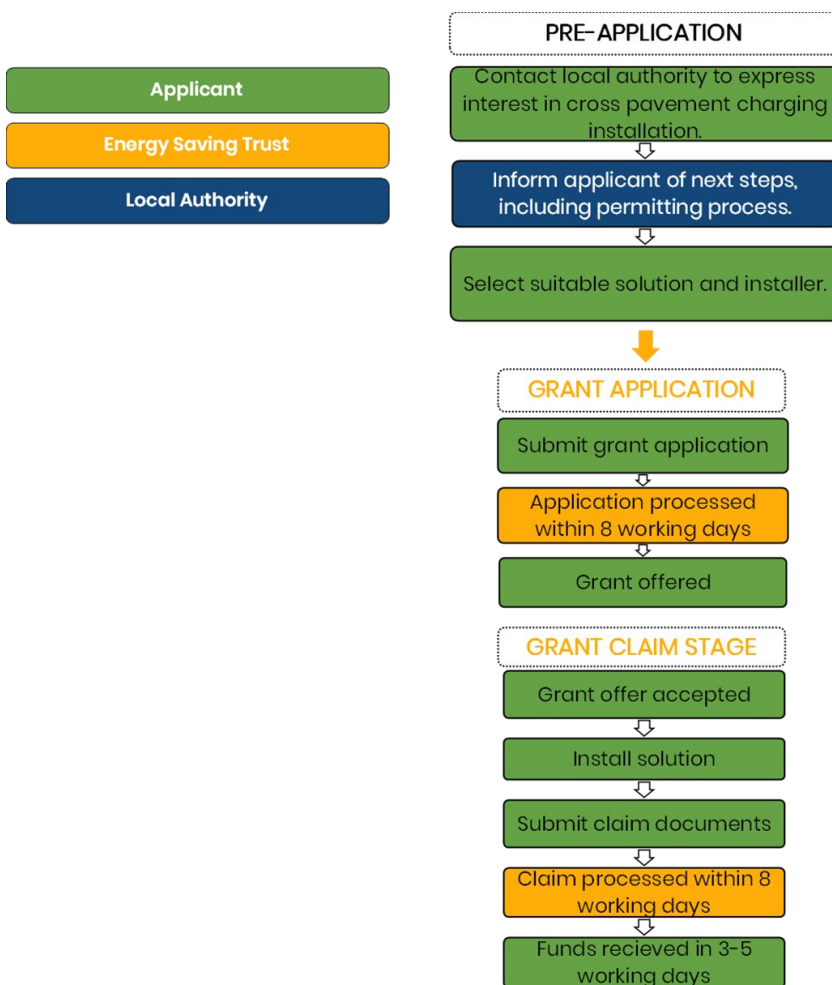 Applicant
Energy Saving Trust
Local Authority
PRE-APPLICATION
Contact local authority to express
interest in cross pavement charging
installation.
Inform applicant of next steps,
including permitting process.
Select suitable solution and installer.
GRANT APPLICATION
Submit grant application
Application processed
within 8 working days
Grant offered
GRANT CLAIM STAGE
Grant offer accepted
Install solution
Submit claim documents
Claim processed within 8
working days
Funds recieved in 3-5
working days